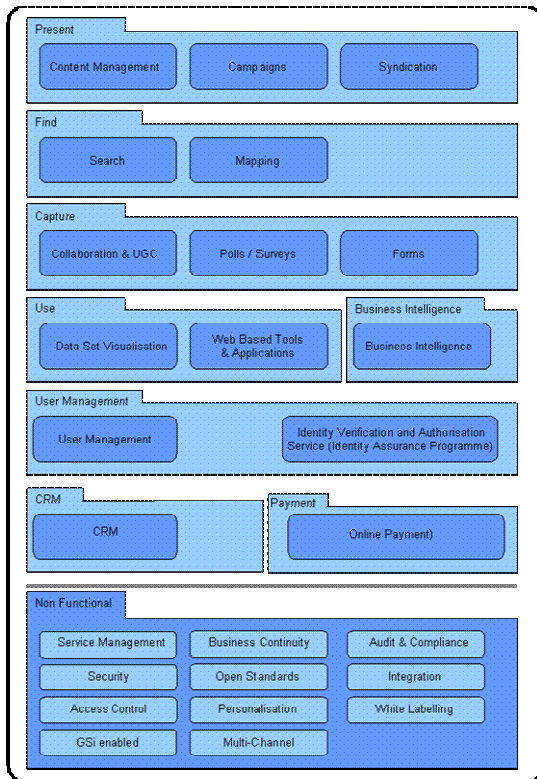 Present
Content Management
Campaigns
Syndication
Find
Search
Mapping
Capture
Collaboration & UGC
Polls / Surveys
Forms
Use
Data Set Visualisation
Web Based Tools
& Applications
Business Intelligence
Business Intelligence
User Management
User Management
Identity Verification and Authorisation
Service (Identity Assurance Programme)
CRM
CRM
Payment
Online Payment)
Non Functional
Service Management
Business Continuity
Audit & Compliance
Security
Open Standards
Integration
Access Control
Personalisation
White Labelling
GSi enabled
Multi-Channel